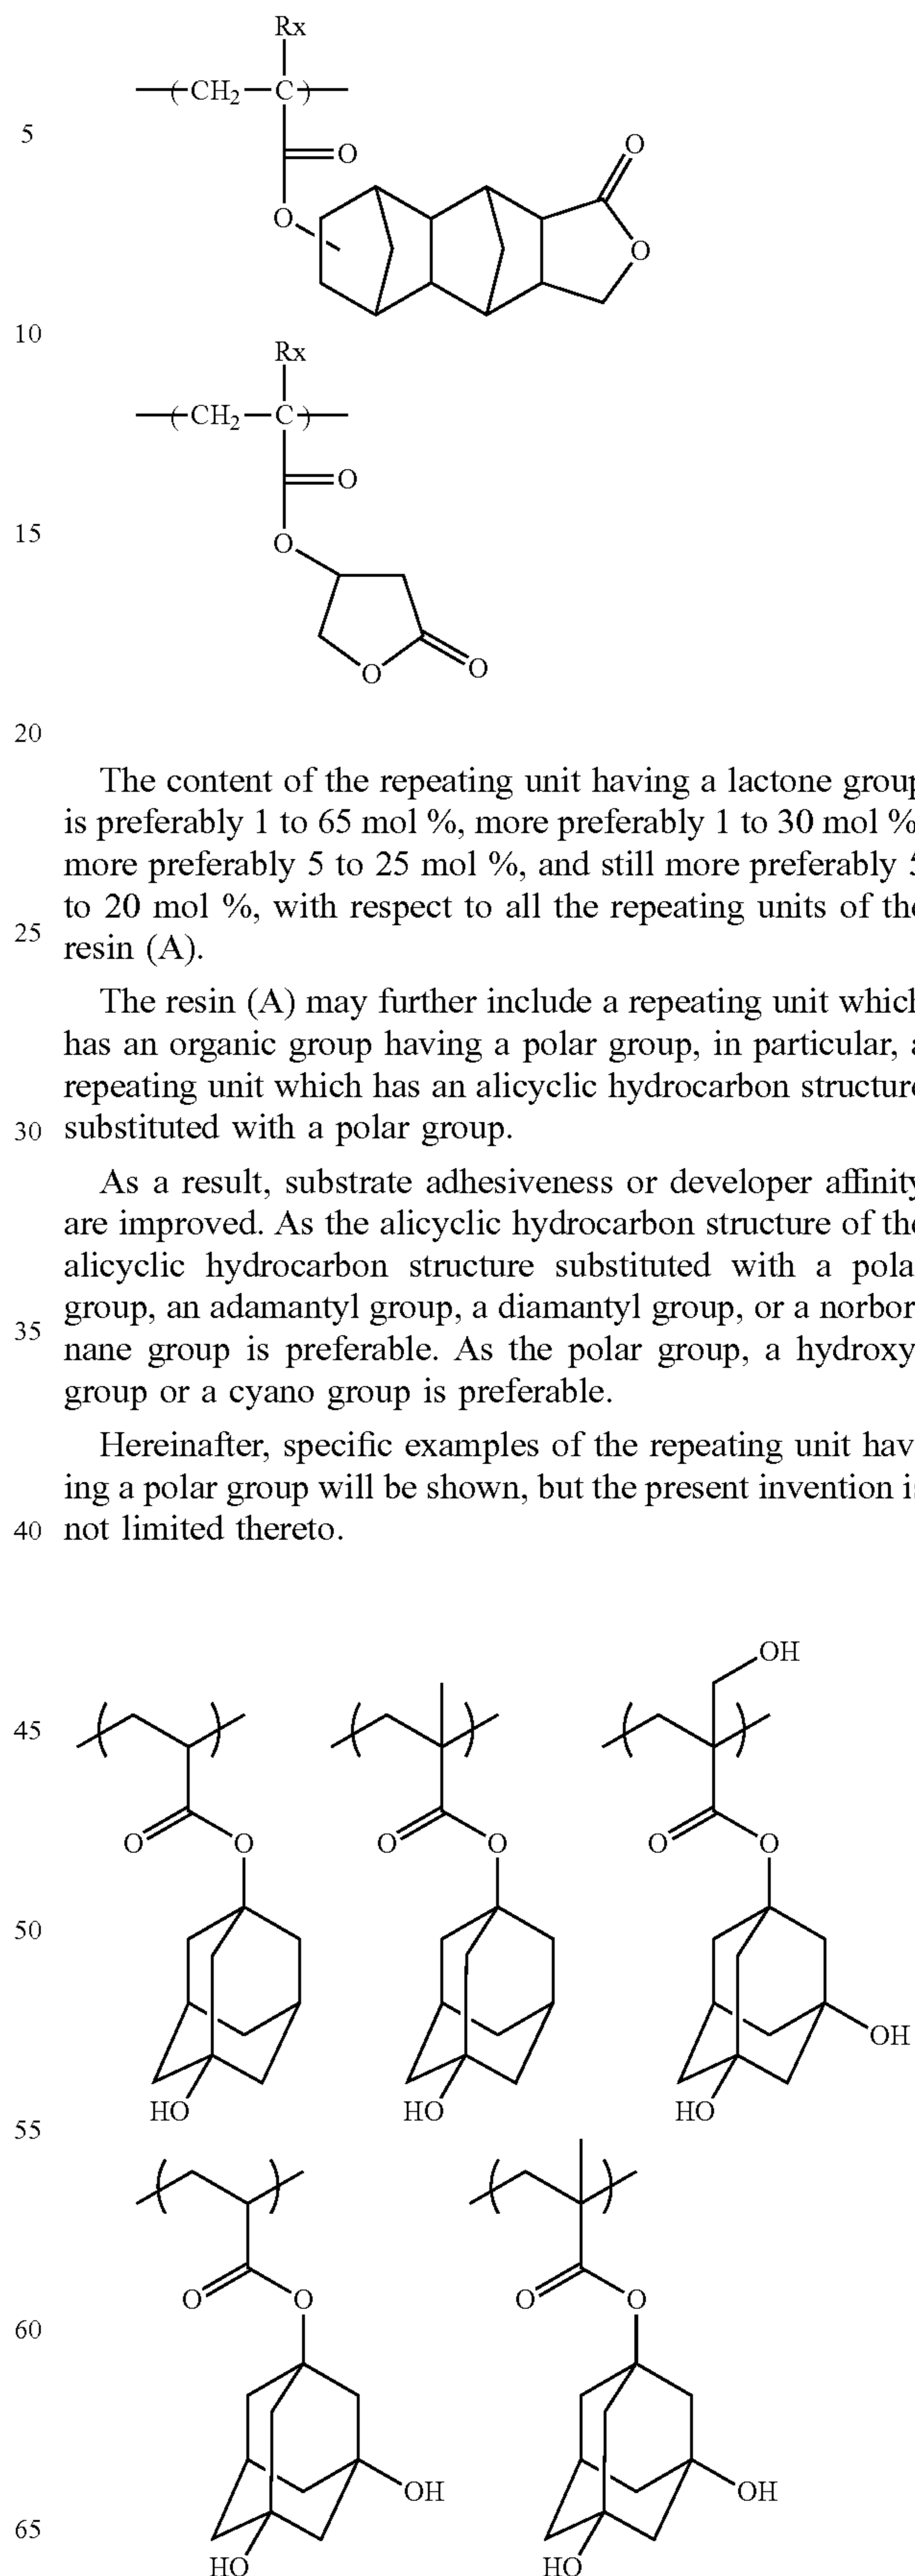 Rx
—(CH2—C)—
5
O
O
O
O
10
Rx
—(CH2—C)—
O
15
O
O
O
20
The content of the repeating unit having a lactone group
is preferably 1 to 65 mol %, more preferably 1 to 30 mol %
more preferably 5 to 25 mol %, and still more preferably 5
to 20 mol %, with respect to all the repeating units of the
25
resin (A).
The resin (A) may further include a repeating unit which
has an organic group having a polar group, in particular, a
repeating unit which has an alicyclic hydrocarbon structure
30 substituted with a polar group.
As a result, substrate adhesiveness or developer affinity
are improved. As the alicyclic hydrocarbon structure of the
alicyclic hydrocarbon structure substituted with a polar
group, an adamantyl group, a diamantyl group, or a norbor
35
nane group is preferable. As the polar group, a hydroxy
group or a cyano group is preferable.
Hereinafter, specific examples of the repeating unit hav
ing a polar group will be shown, but the present invention is
40 not limited thereto.
OH
45
O O O O O O
50
OH
HO HO HO
55
O O O O
60
OH OH
65
HO HO